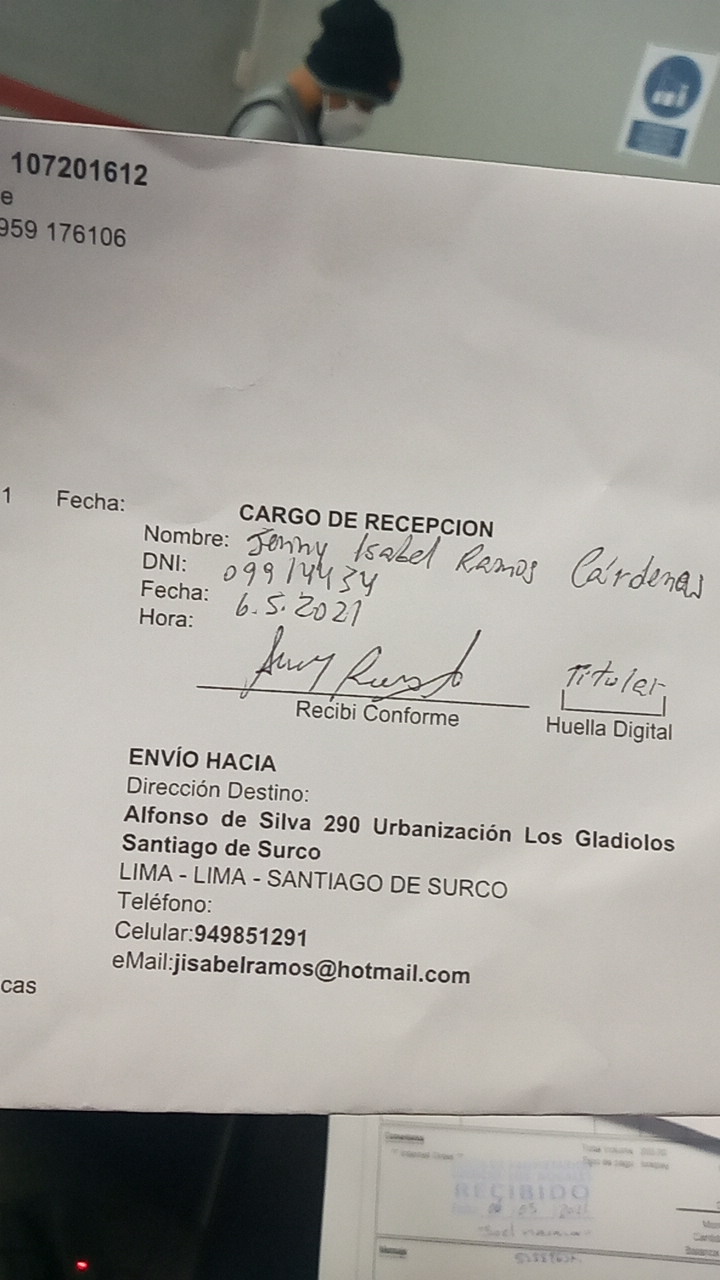 107201612
e
959 176106
1 Fecha:
CARGO DE RECEPCION
Nombre: Jenny Isabel Ramos Cárdenas
DNI: 09914434
Fecha: 6.5.2021
Hora:
Titular
Recibi Conforme
Huella Digital
ENVÍO HACIA
Dirección Destino:
Alfonso de Silva 290 Urbanización Los Gladiolos
Santiago de Surco
LIMA - LIMA - SANTIAGO DE SURCO
Teléfono:
Celular:949851291
eMail:jisabelramos@hotmail.com
cas
RECIBIDO